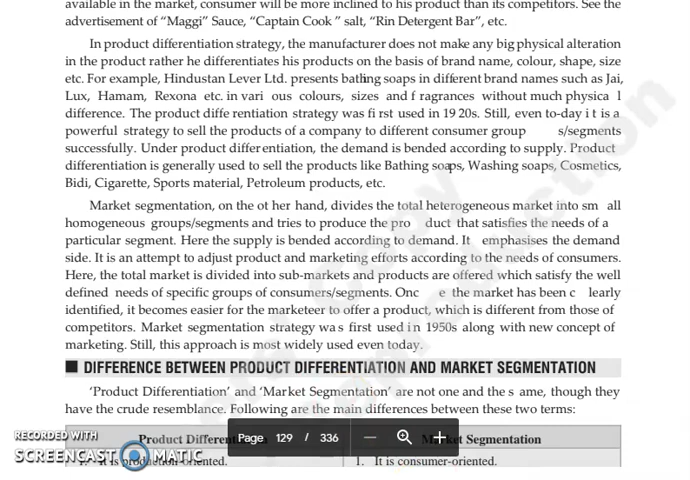 available in the market, consumer will be more inclined to his product than its competitors. See the
advertisement of “Maggi” Sauce, “Captain Cook ” salt, “Rin Detergent Bar”, etc.
In product differentiation strategy, the manufacturer does not make any big physical alteration
in the product rather he differentiates his products on the basis of brand name, colour, shape, size
etc. For example, Hindustan Lever Ltd. presents bathing soaps in different brand names such as Jai,
Lux, Hamam, Rexona etc. in vari ous colours, sizes and f ragrances without much physica l
difference. The product diffe rentiation strategy was fi rst used in 19 20s. Still, even to-day i t is a
powerful strategy to sell the products of a company to different consumer group s/segments
successfully. Under product differ entiation, the demand is bended according to supply. Product
differentiation is generally used to sell the products like Bathing soaps, Washing soaps, Cosmetics,
Bidi, Cigarette, Sports material, Petroleum products, etc.
Market segmentation, on the ot her hand, divides the total heterogeneous market into sm all
homogeneous groups/segments and tries to produce the pro duct that satisfies the needs of a
particular segment. Here the supply is bended according to demand. It emphasises the demand
side. It is an attempt to adjust product and marketing efforts according to the needs of consumers.
Here, the total market is divided into sub-markets and products are offered which satisfy the well
defined needs of specific groups of consumers/segments. Onc e the market has been c learly
identified, it becomes easier for the marketeer to offer a product, which is different from those of
competitors. Market segmentation strategy wa s first used i n 1950s along with new concept of
marketing. Still, this approach is most widely used even today.
DIFFERENCE BETWEEN PRODUCT DIFFERENTIATION AND MARKET SEGMENTATION
‘Product Differentiation’ and ‘Market Segmentation’ are not one and the s ame, though they
have the crude resemblance. Following are the main differences between these two terms:
Product Segmentation
Page 129 / 336
1. It is production-oriented. 1. It is consumer-oriented.
RECORDED WITH
SCREENCAST MATIC